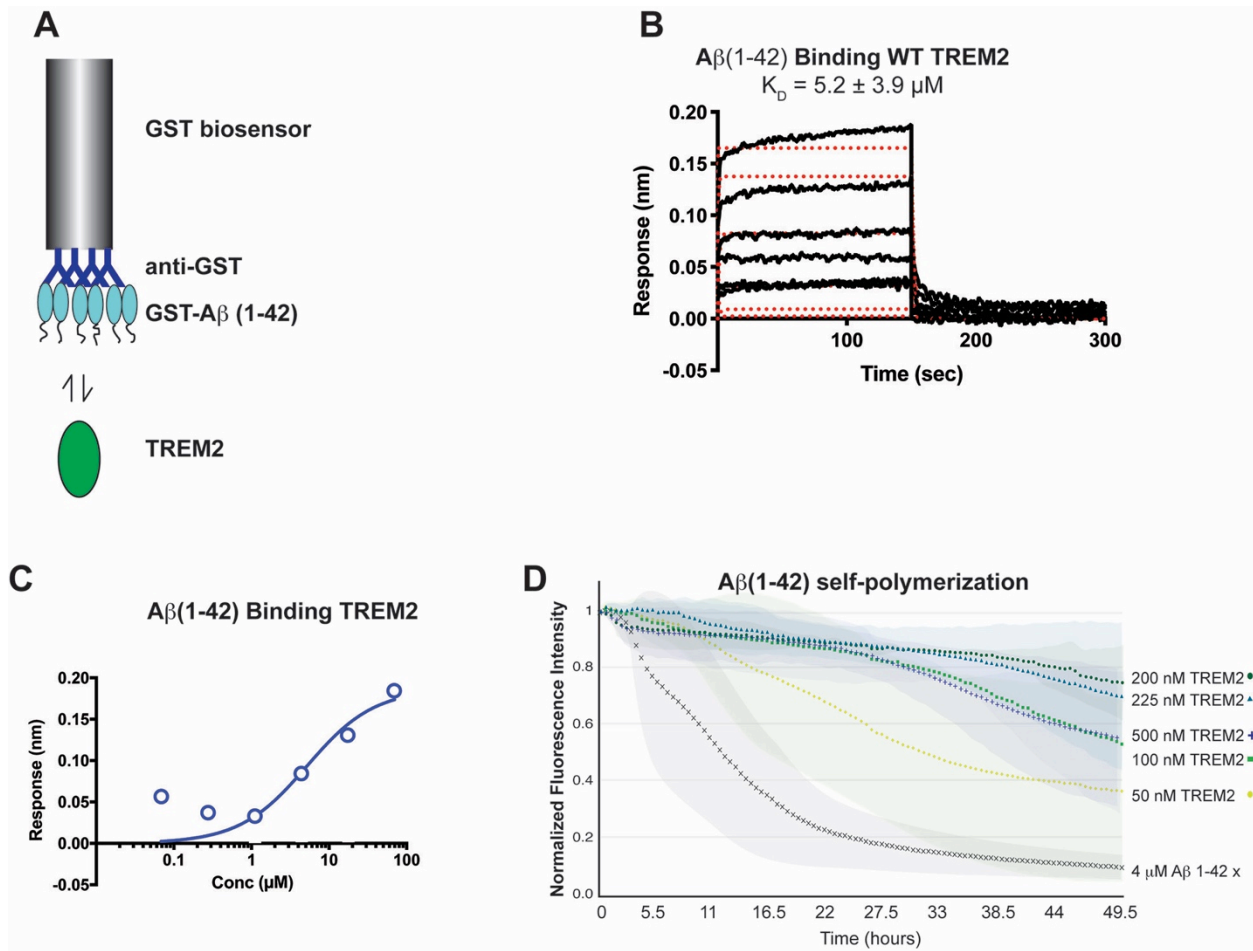 A
GST biosensor
anti-GST
GST-Aβ (1-42)
TREM2
B
Aβ(1-42) Binding WT TREM2
K_D = 5.2 ± 3.9 µM
Response (nm)
0.20
0.15
0.10
0.05
0.00
-0.05
100
200
300
Time (sec)
C
Aβ(1-42) Binding TREM2
Response (nm)
0.20
0.15
0.10
0.05
0.00
-0.05
0.1
1
10
100
Conc (µM)
D
Aβ(1-42) self-polymerization
Normalized Fluorescence Intensity
1
0.8
0.6
0.4
0.2
0.0
0
5.5
11
16.5
22
27.5
33
38.5
44
49.5
Time (hours)
200 nM TREM2
225 nM TREM2
500 nM TREM2
100 nM TREM2
50 nM TREM2
4 µM Aβ 1-42 x